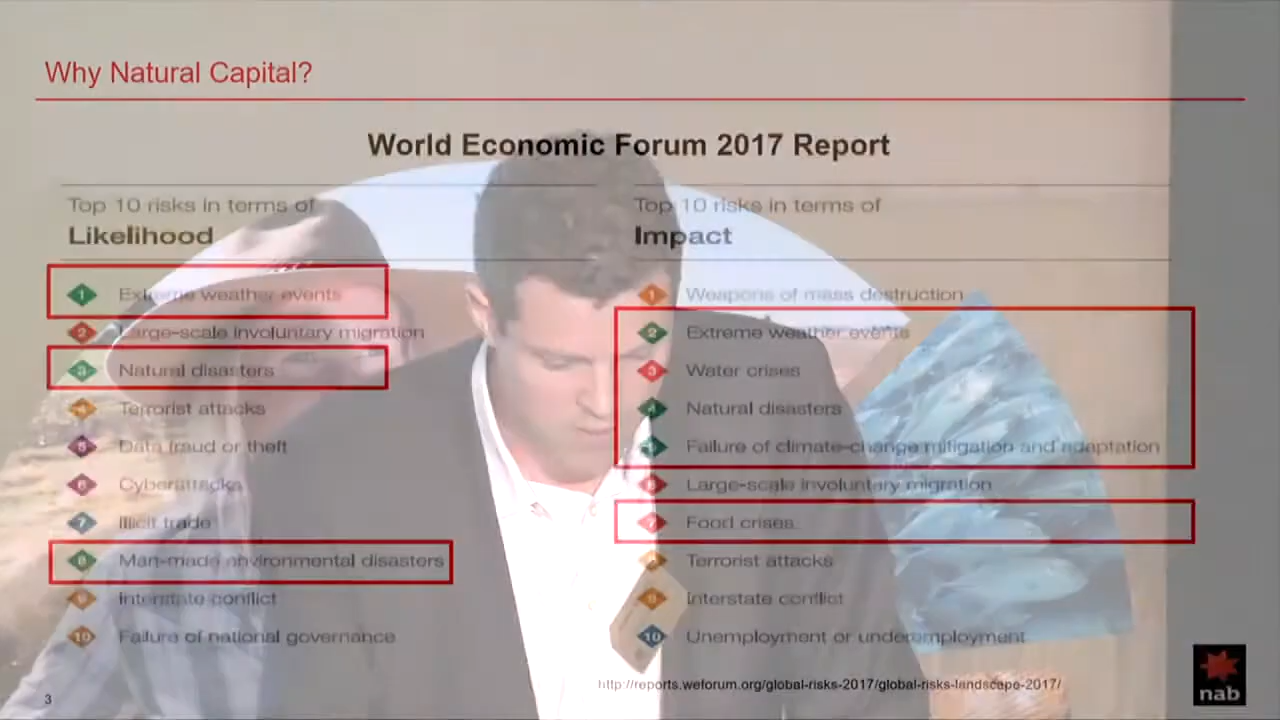 Why Natural Capital?
World Economic Forum 2017 Report
Top 10 risks in terms of
Likelihood
1 Extreme weather events
2 Large-scale involuntary migration
3 Natural disasters
4 Terrorist attacks
5 Data fraud or theft
6 Cyberattacks
7 Illicit trade
8 Man-made environmental disasters
9 Interstate conflict
10 Failure of national governance
Top 10 risks in terms of
Impact
1 Weapons of mass destruction
2 Extreme weather events
3 Water crises
4 Natural disasters
Failure of climate-change mitigation and adaptation
6 Large-scale involuntary migration
7 Food crises
8 Terrorist attacks
9 Interstate conflict
10 Unemployment or underemployment
http://reports.weforum.org/global-risks-2017/global-risks-landscape-2017/
3
nab